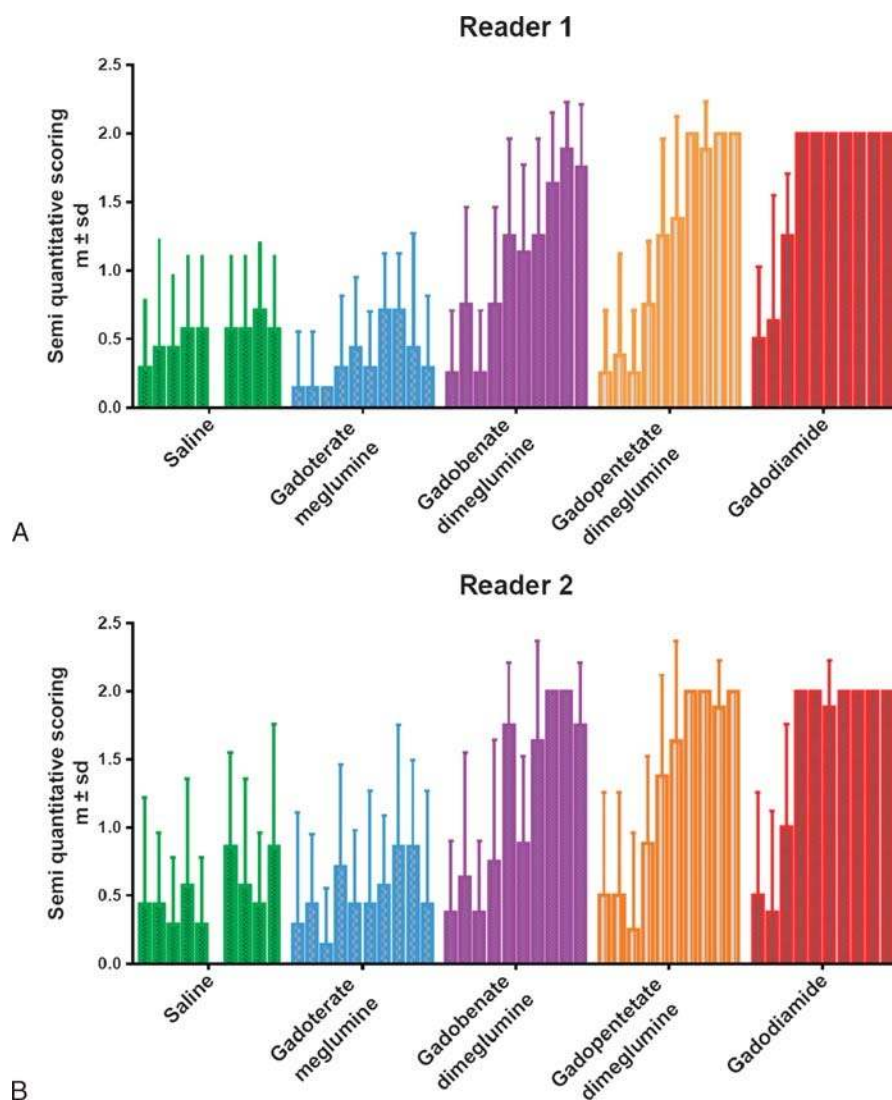 Reader 1
2.5
2.0
1.5
1.0
0.5
0.0
Semi quantitative scoring
m ± sd
Saline
Gadoterate
meglumine
Gadobenate
dimeglumine
Gadopentetate
dimeglumine
Gadodiamide
A
Reader 2
2.5
2.0
1.5
1.0
0.5
0.0
Semi quantitative scoring
m ± sd
Saline
Gadoterate
meglumine
Gadobenate
dimeglumine
Gadopentetate
dimeglumine
Gadodiamide
B